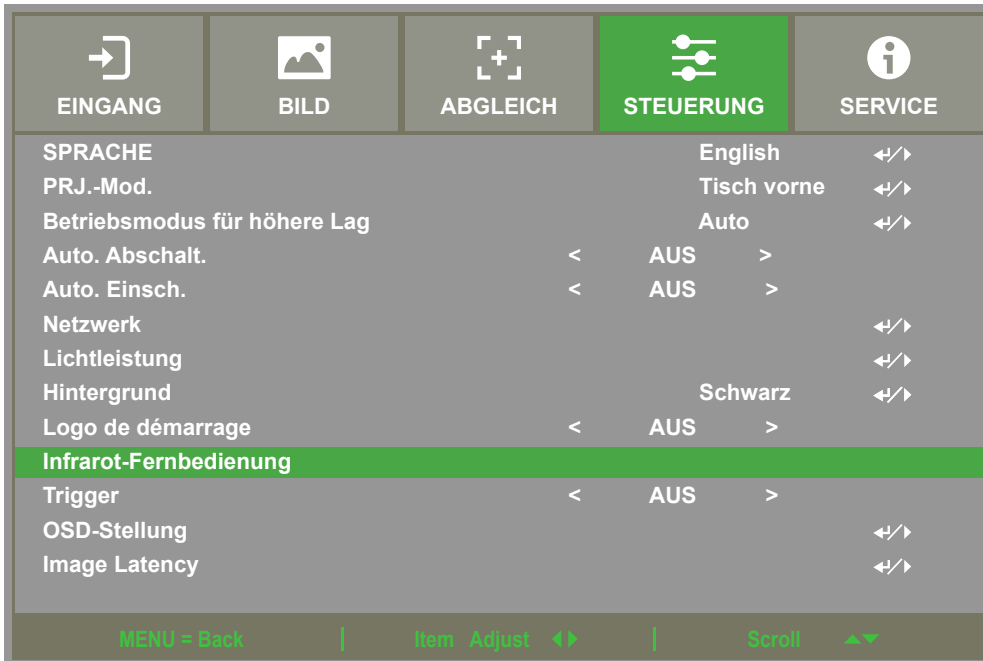 EINGANG BILD ABGLEICH STEUERUNG SERVICE
SPRACHE English
PRJ.-Mod. Tisch vorne
Betriebsmodus für höhere Lag Auto
Auto. Abschalt. < AUS >
Auto. Einsch. < AUS >
Netzwerk
Lichtleistung
Hintergrund Schwarz
Logo de démarrage < AUS >
Infrarot-Fernbedienung
Trigger < AUS >
OSD-Stellung
Image Latency
MENU = Back | Item Adjust | Scroll